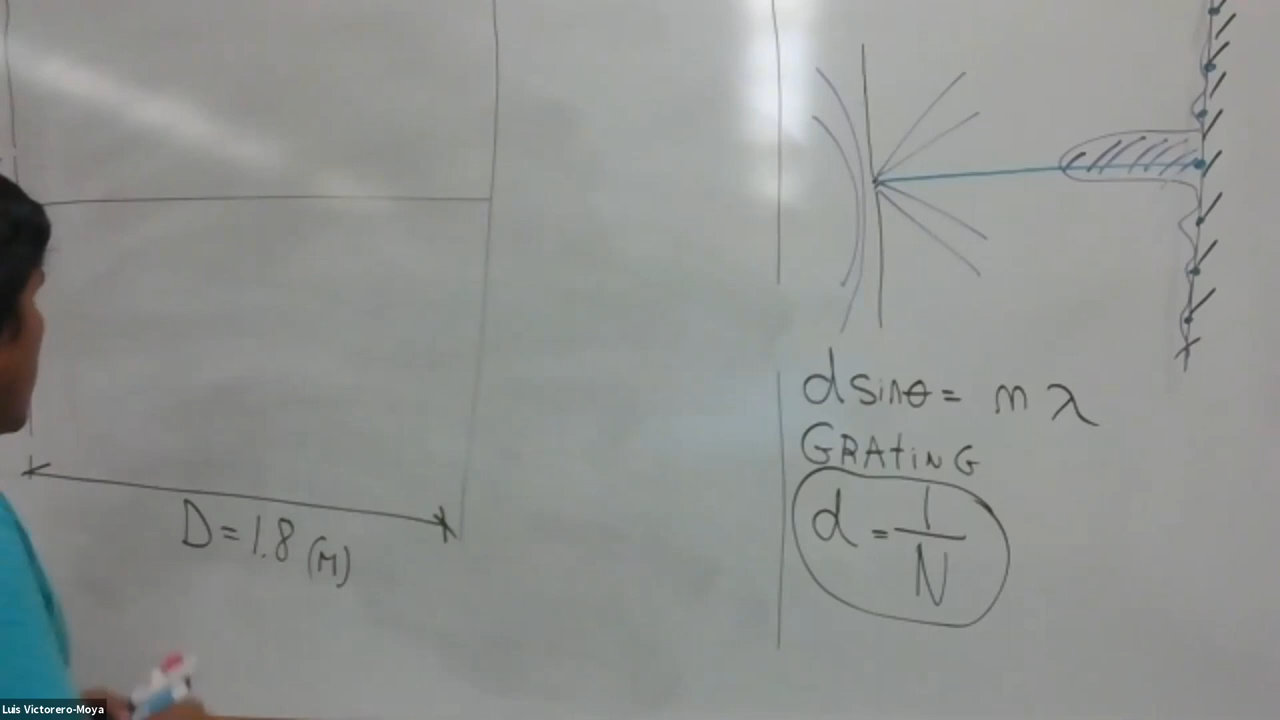 D = 1.8 (M)
d sinθ = m λ
GRATING
d = 1/N
Luis Victorero-Moya